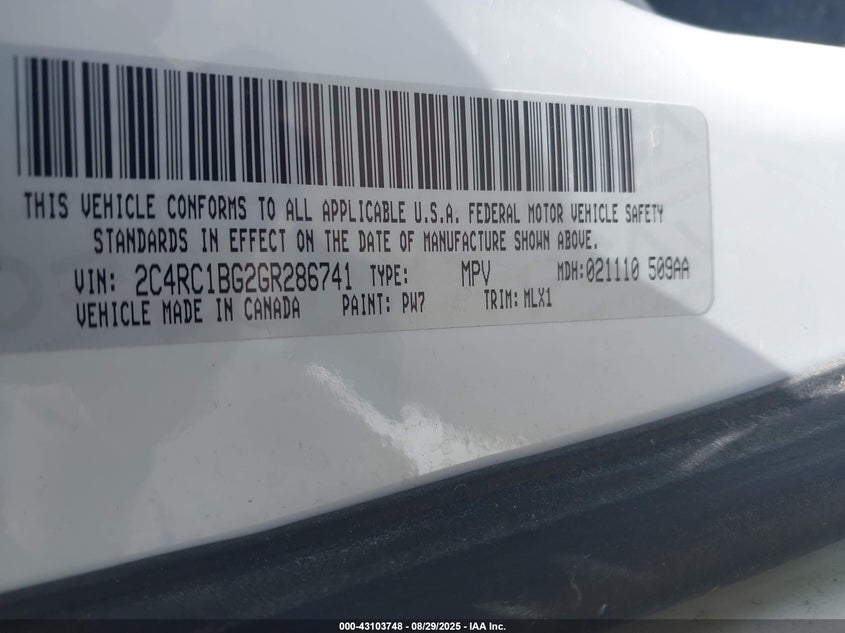 THIS VEHICLE CONFORMS TO ALL APPLICABLE U.S.A. FEDERAL MOTOR VEHICLE SAFETY
STANDARDS IN EFFECT ON THE DATE OF MANUFACTURE SHOWN ABOVE.
VIN: 2C4RC1BG2GR286741 TYPE: MPV MDH:021110 509AA
VEHICLE MADE IN CANADA PAINT: PW7 TRIM: MLX1
000-43103748 - 08/29/2025 - IAA Inc.